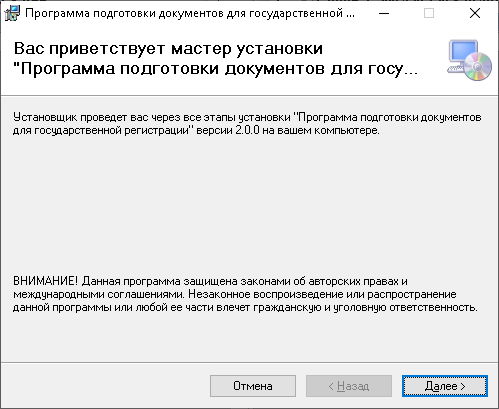 Программа подготовки документов для государственной ...
Вас приветствует мастер установки
"Программа подготовки документов для госу...
Установщик проведет вас через все этапы установки "Программа подготовки документов
для государственной регистрации" версии 2.0.0 на вашем компьютере.
ВНИМАНИЕ! Данная программа защищена законами об авторских правах и
международными соглашениями. Незаконное воспроизведение или распространение
данной программы или любой ее части влечет гражданскую и уголовную ответственность.
Отмена
< Назад
Далее >